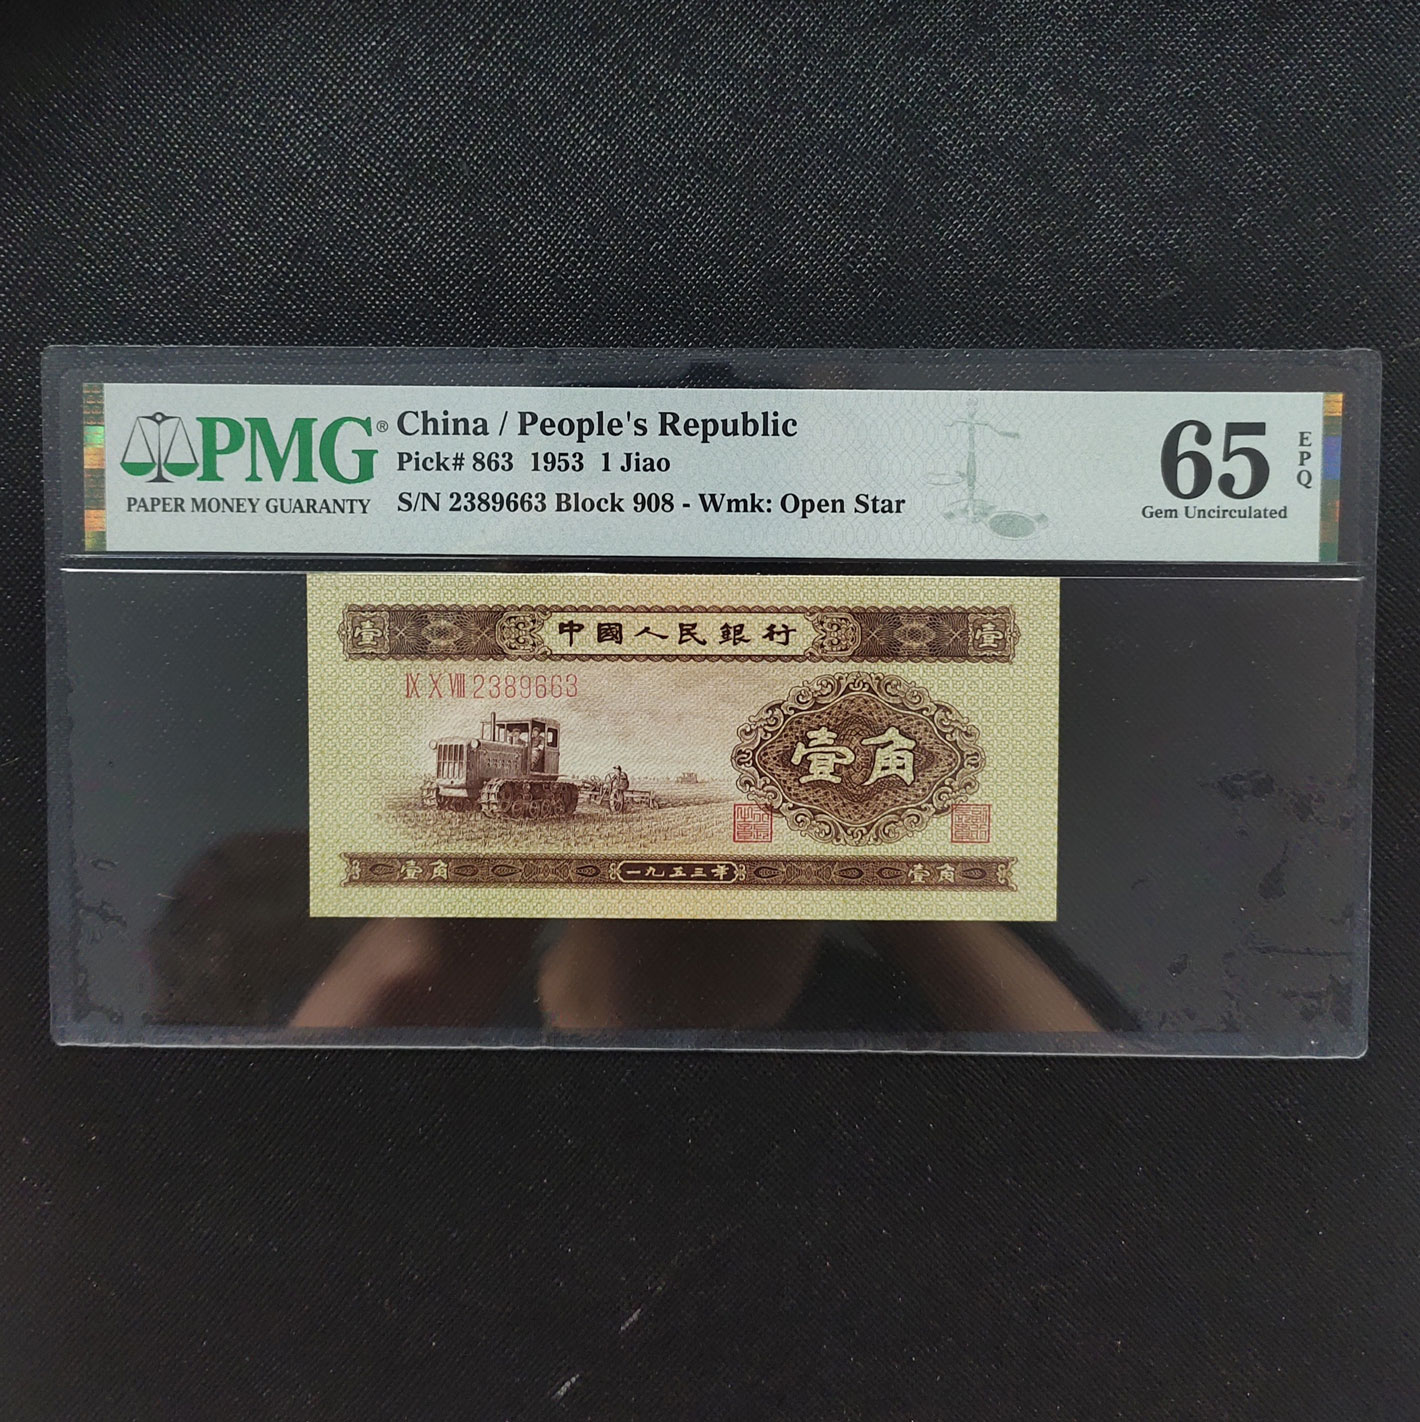 PMG®
PAPER MONEY GUARANTY
China / People's Republic
Pick# 863 1953 1 Jiao
S/N 2389663 Block 908 - Wmk: Open Star
65
EPQ
Gem Uncirculated
壹 中國人民銀行 壹
IX X VIII 2389663
壹角
壹角 一九五三年 壹角